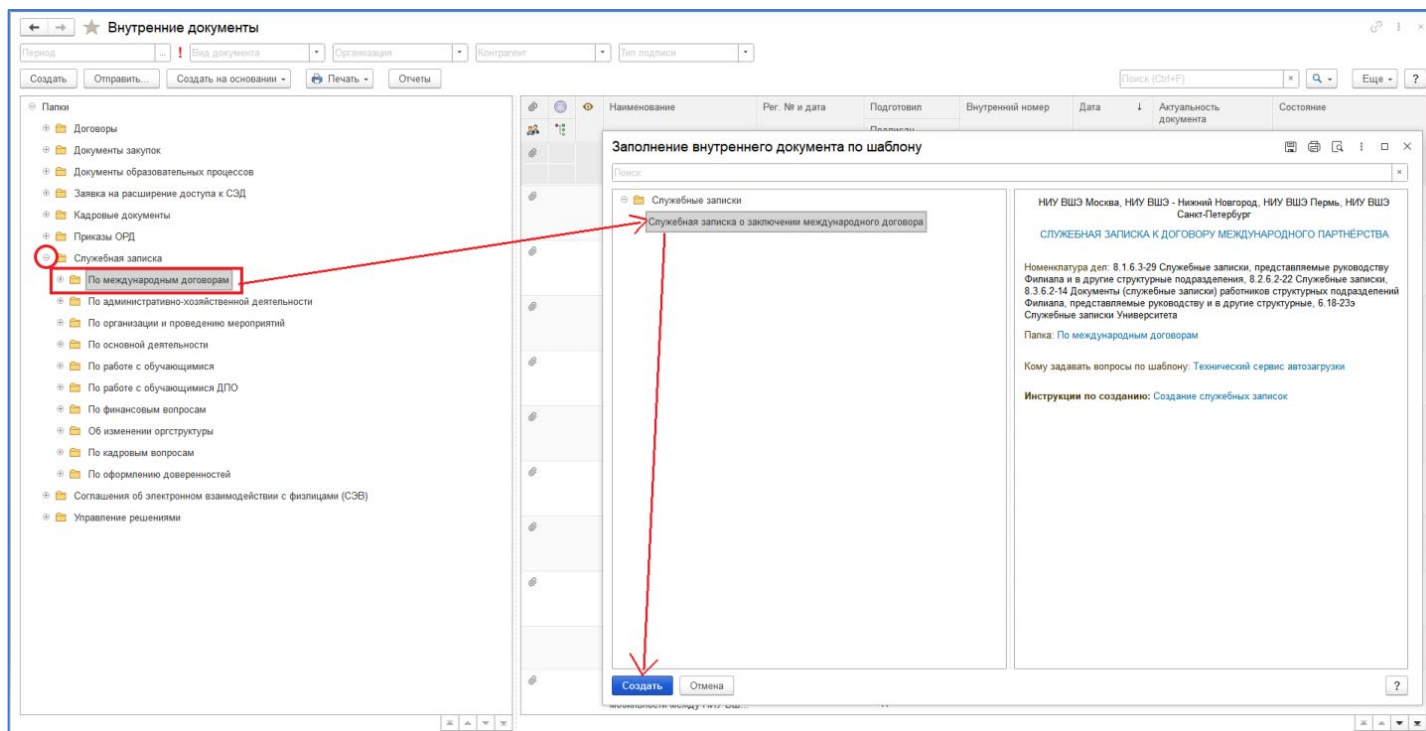 Внутренние документы
Период
...
!
Вид документа
Организация
Контрагент
Тип подписи
Создать
Отправить...
Создать на основании
Печать
Отчеты
Поиск (Ctrl+F)
×
Еще
?
Папки
Договоры
Документы закупок
Документы образовательных процессов
Заявка на расширение доступа к СЭД
Кадровые документы
Приказы ОРД
Служебная записка
По международным договорам
По административно-хозяйственной деятельности
По организации и проведению мероприятий
По основной деятельности
По работе с обучающимися
По работе с обучающимися ДПО
По финансовым вопросам
Об изменении оргструктуры
По кадровым вопросам
По оформлению доверенностей
Соглашения об электронном взаимодействии с физлицами (СЭВ)
Управление решениями
Наименование
Рег. № и дата
Подготовил
Внутренний номер
Дата
↓
Актуальность
документа
Состояние
Подписал
Заполнение внутреннего документа по шаблону
Поиск
×
Служебные записки
Служебная записка о заключении международного договора
НИУ ВШЭ Москва, НИУ ВШЭ - Нижний Новгород, НИУ ВШЭ Пермь, НИУ ВШЭ
Санкт-Петербург
СЛУЖЕБНАЯ ЗАПИСКА К ДОГОВОРУ МЕЖДУНАРОДНОГО ПАРТНЁРСТВА
Номенклатура дел: 8.1.6.3-29 Служебные записки, представляемые руководству
Филиала и в другие структурные подразделения, 8.2.6.2-22 Служебные записки,
8.3.6.2-14 Документы (служебные записки) работников структурных подразделений
Филиала, представляемые руководству и в другие структурные, 6.18-23э
Служебные записки Университета
Папка: По международным договорам
Кому задавать вопросы по шаблону: Технический сервис автозагрузки
Инструкции по созданию: Создание служебных записок
Создать
Отмена
?